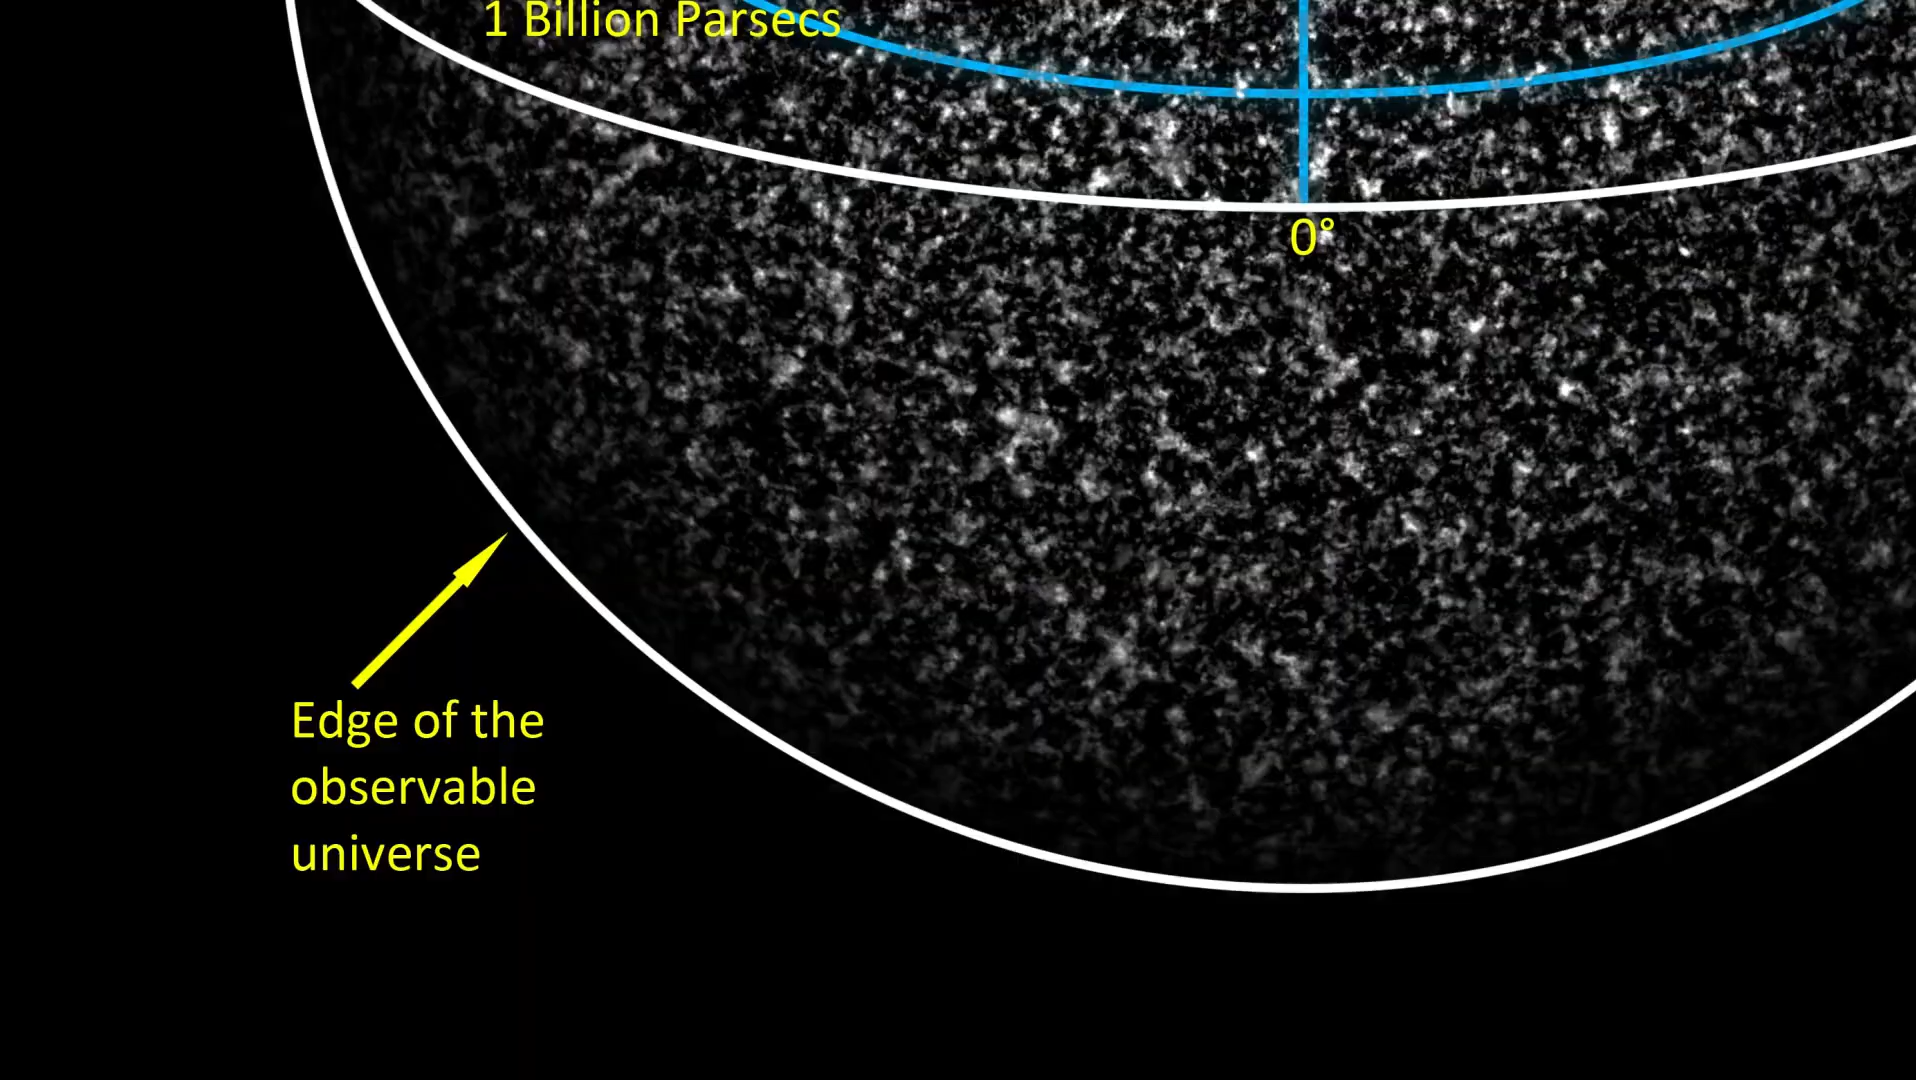 1 Billion Parsecs
0°
Edge of the
observable
universe